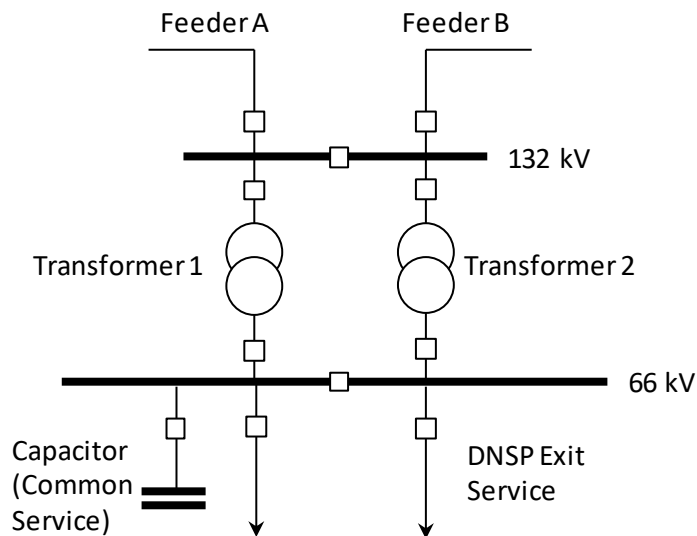 Feeder A
Feeder B
132 kV
Transformer 1
Transformer 2
66 kV
Capacitor
(Common
Service)
DNSP Exit
Service